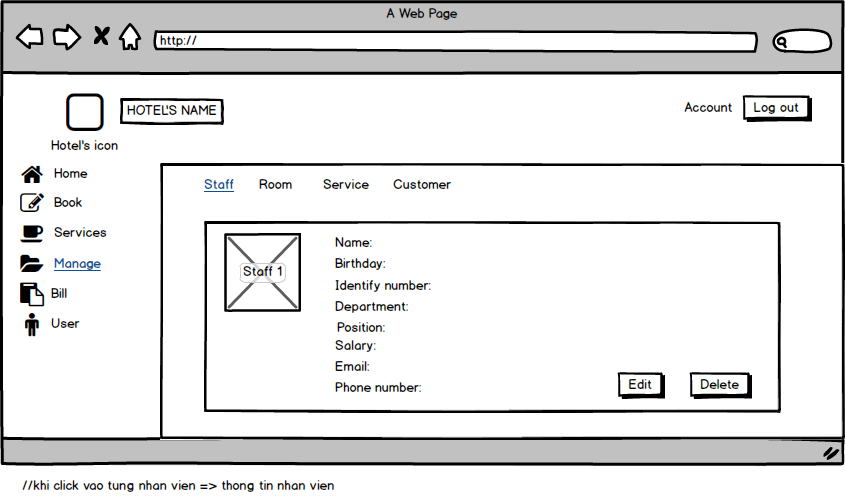 A Web Page
http://
HOTEL'S NAME
Account
Log out
Hotel's icon
Home
Book
Services
Manage
Bill
User
Staff
Room
Service
Customer
Staff 1
Name:
Birthday:
Identify number:
Department:
Position:
Salary:
Email:
Phone number:
Edit
Delete
//khi click vao tung nhan vien => thong tin nhan vien